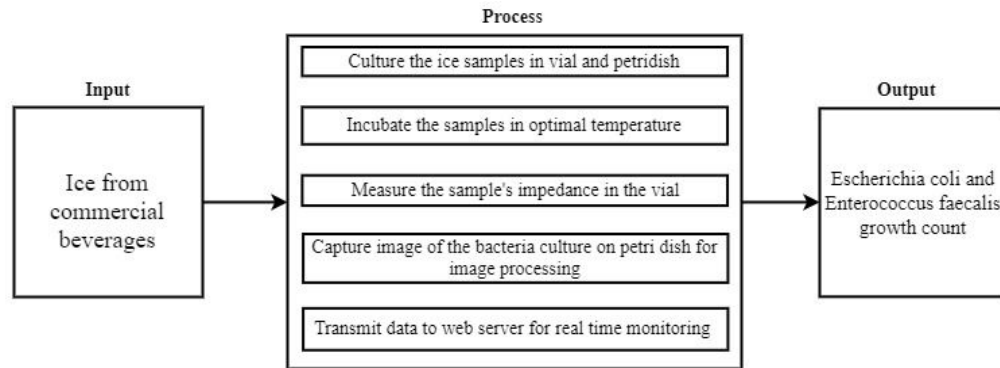 Process
Culture the ice samples in vial and petridish
Input
Output
Incubate the samples in optimal temperature
Ice from
commercial
beverages
Measure the sample's impedance in the vial
Escherichia coli and
Enterococcus faecalis
growth count
Capture image of the bacteria culture on petri dish for
image processing
Transmit data to web server for real time monitoring